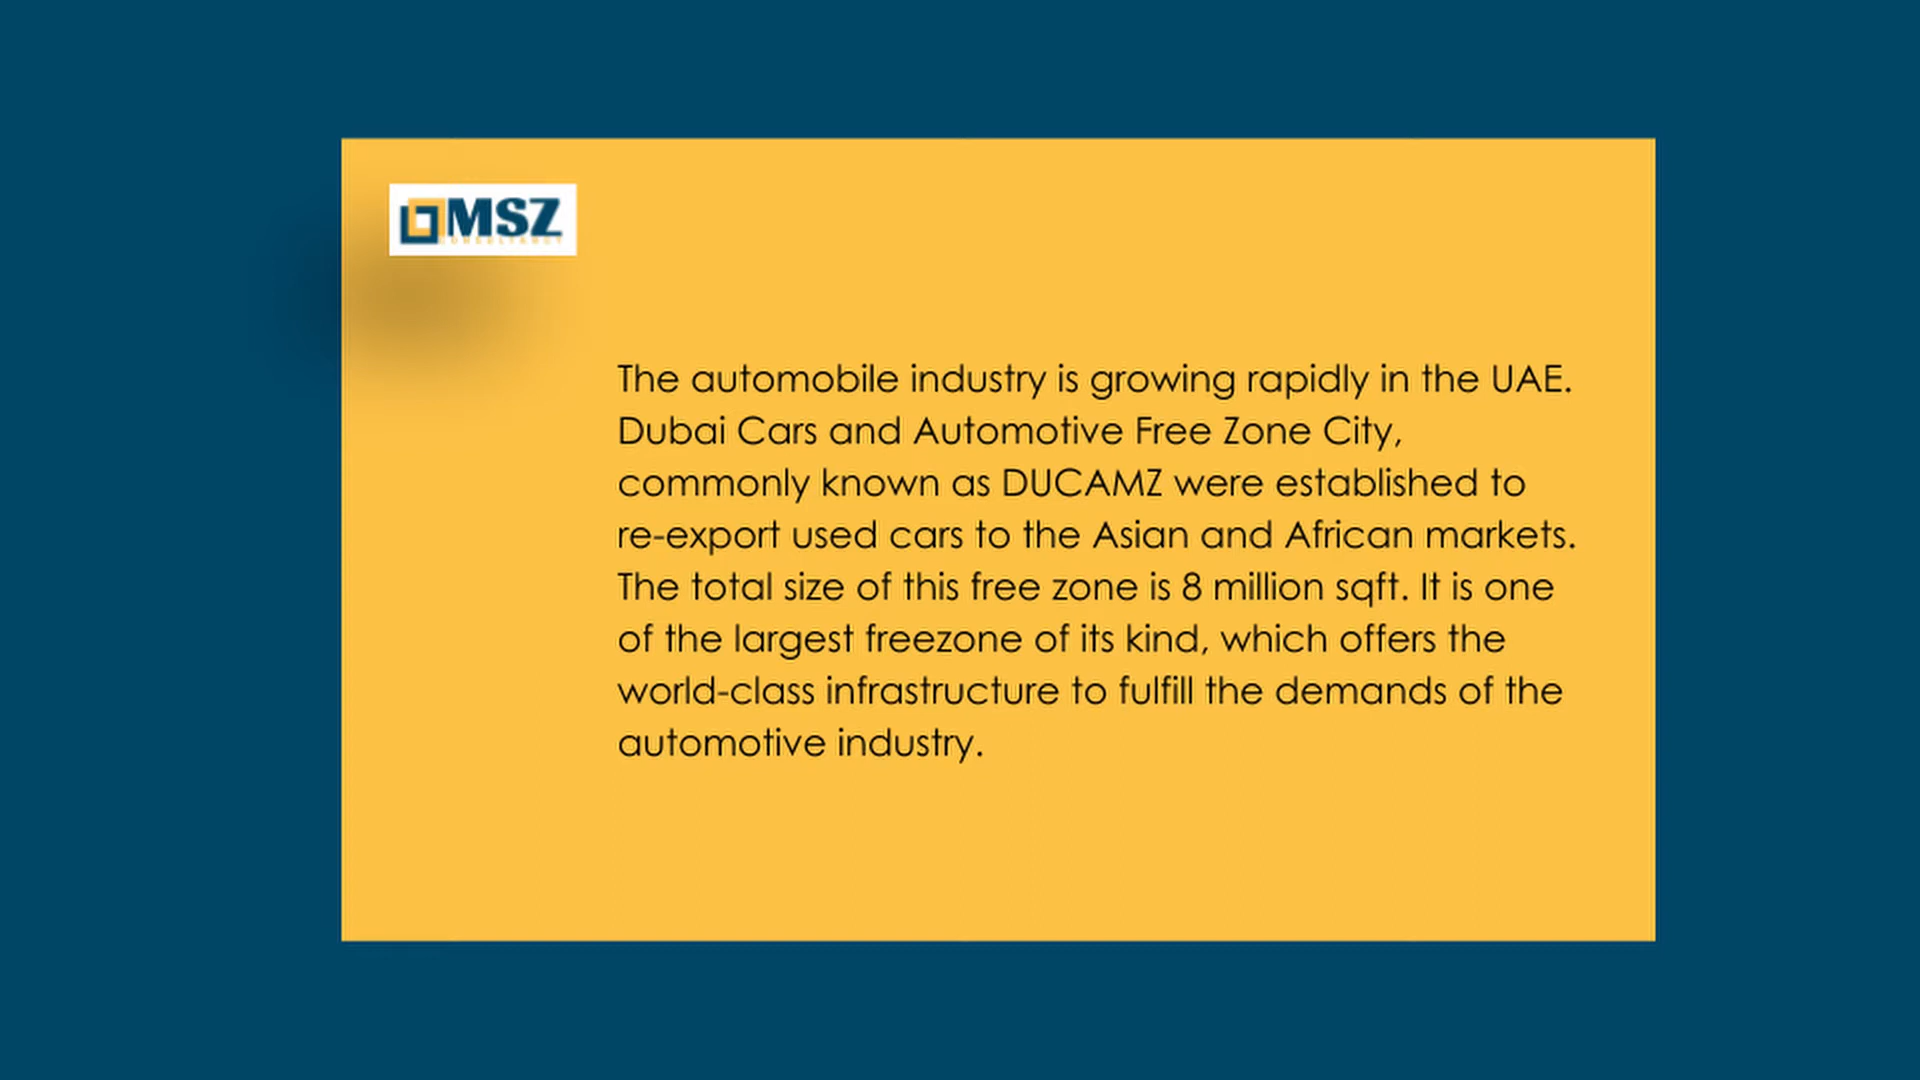 MSZ
CONSULTANCY
The automobile industry is growing rapidly in the UAE.
Dubai Cars and Automotive Free Zone City,
commonly known as DUCAMZ were established to
re-export used cars to the Asian and African markets.
The total size of this free zone is 8 million sqft. It is one
of the largest freezone of its kind, which offers the
world-class infrastructure to fulfill the demands of the
automotive industry.